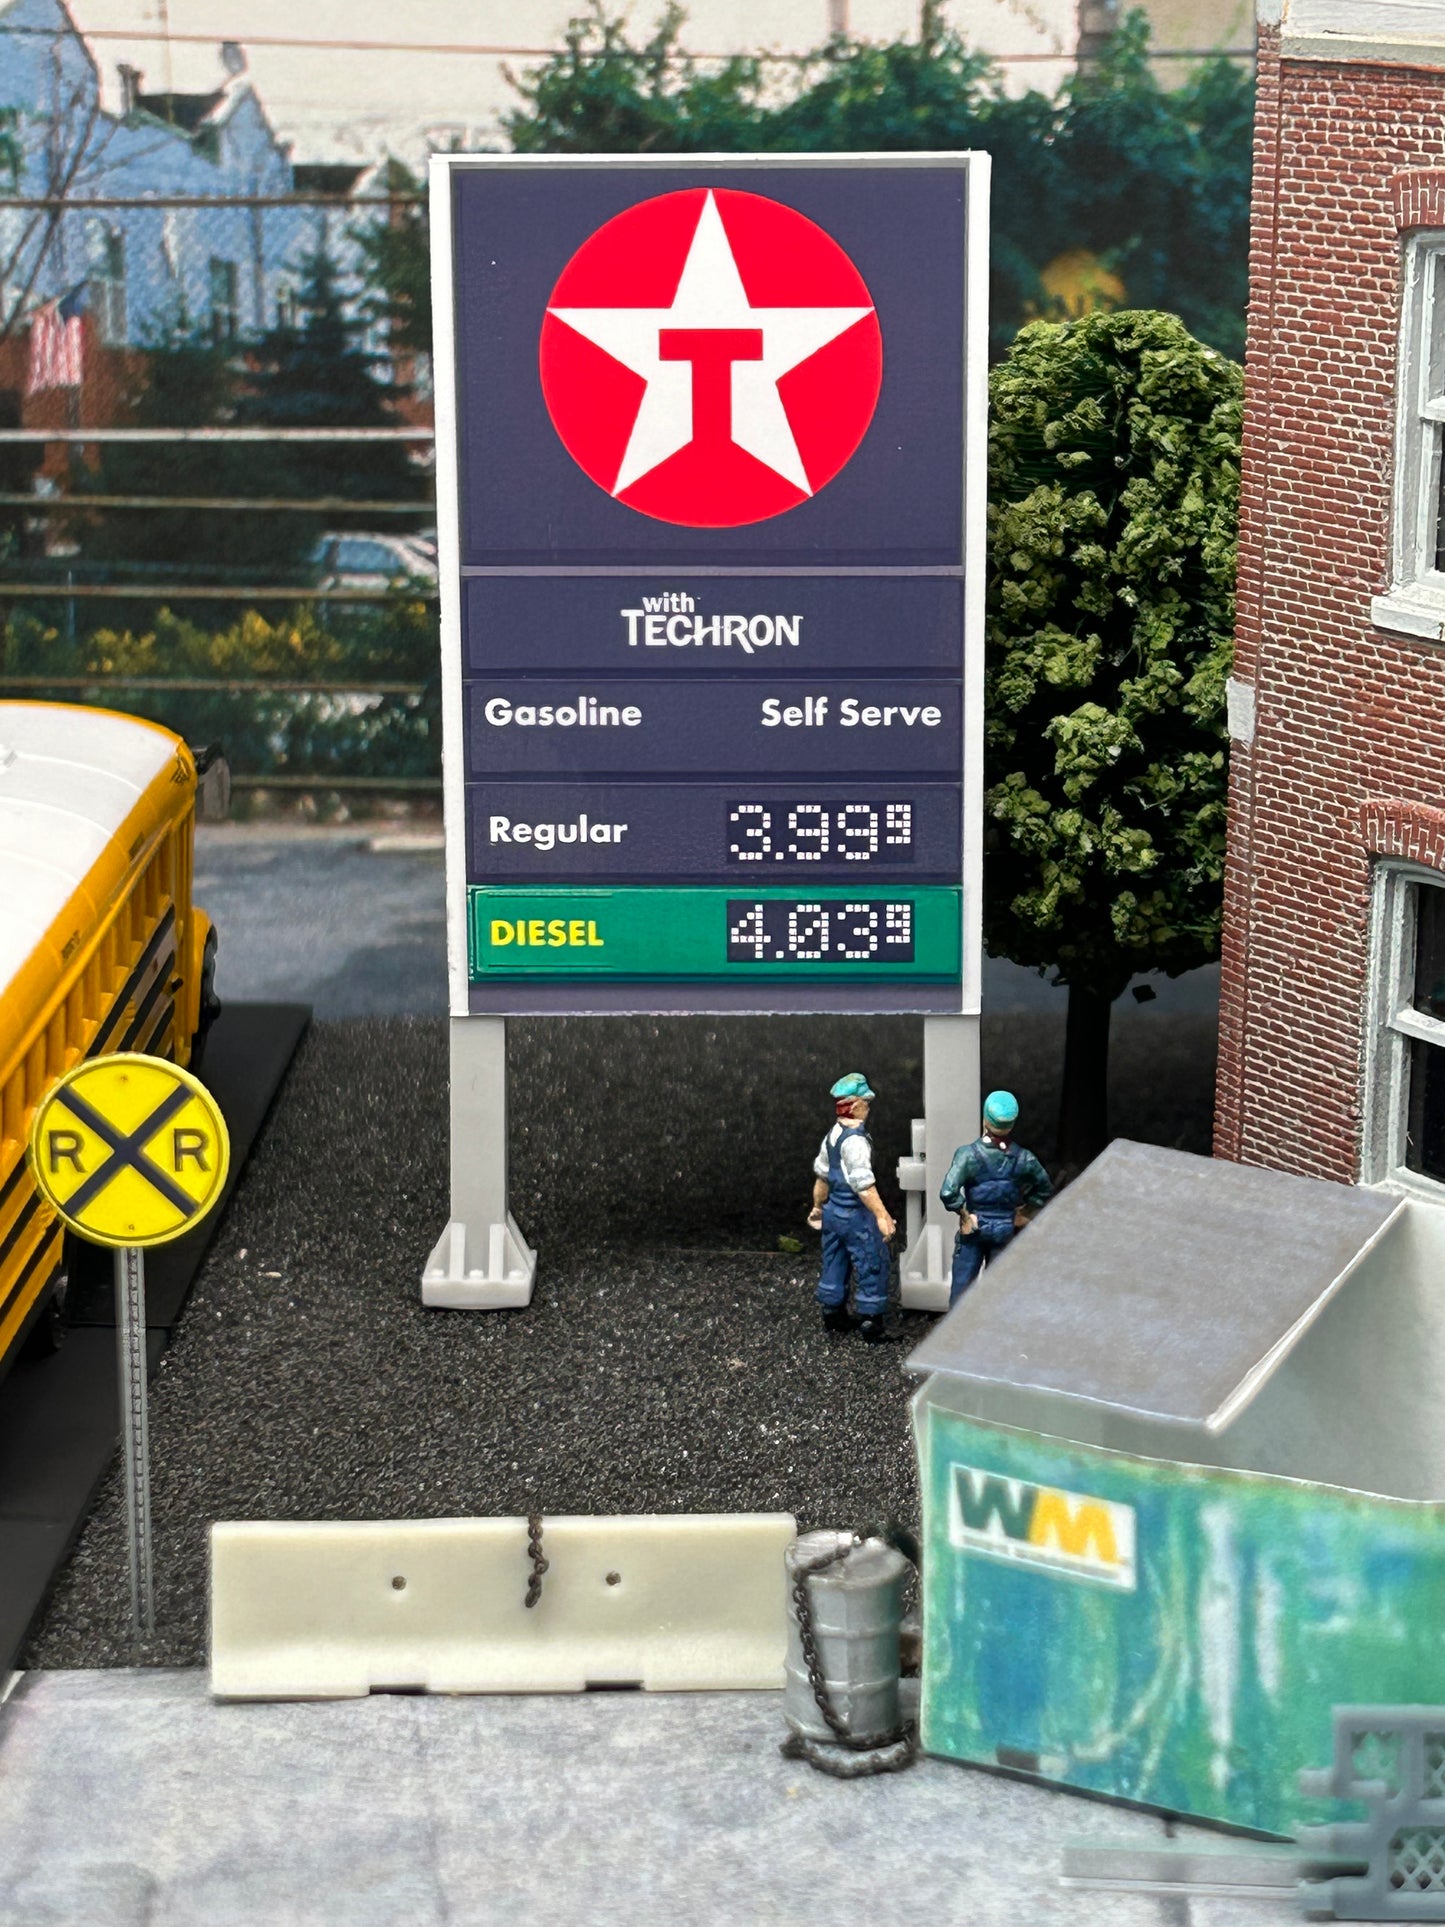 T
with
TECHRON
Gasoline Self Serve
Regular 3.99 9
DIESEL 4.03 9
R R
WM